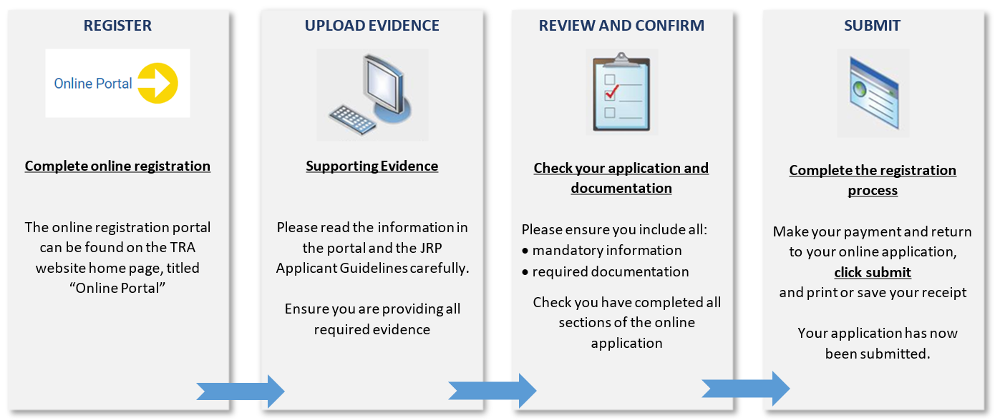 REGISTER
Online Portal
Complete online registration
The online registration portal
can be found on the TRA
website home page, titled
“Online Portal”
UPLOAD EVIDENCE
Supporting Evidence
Please read the information in
the portal and the JRP
Applicant Guidelines carefully.
Ensure you are providing all
required evidence
REVIEW AND CONFIRM
Check your application and
documentation
Please ensure you include all:
• mandatory information
• required documentation
Check you have completed all
sections of the online
application
SUBMIT
Complete the registration
process
Make your payment and return
to your online application,
click submit
and print or save your receipt
Your application has now
been submitted.